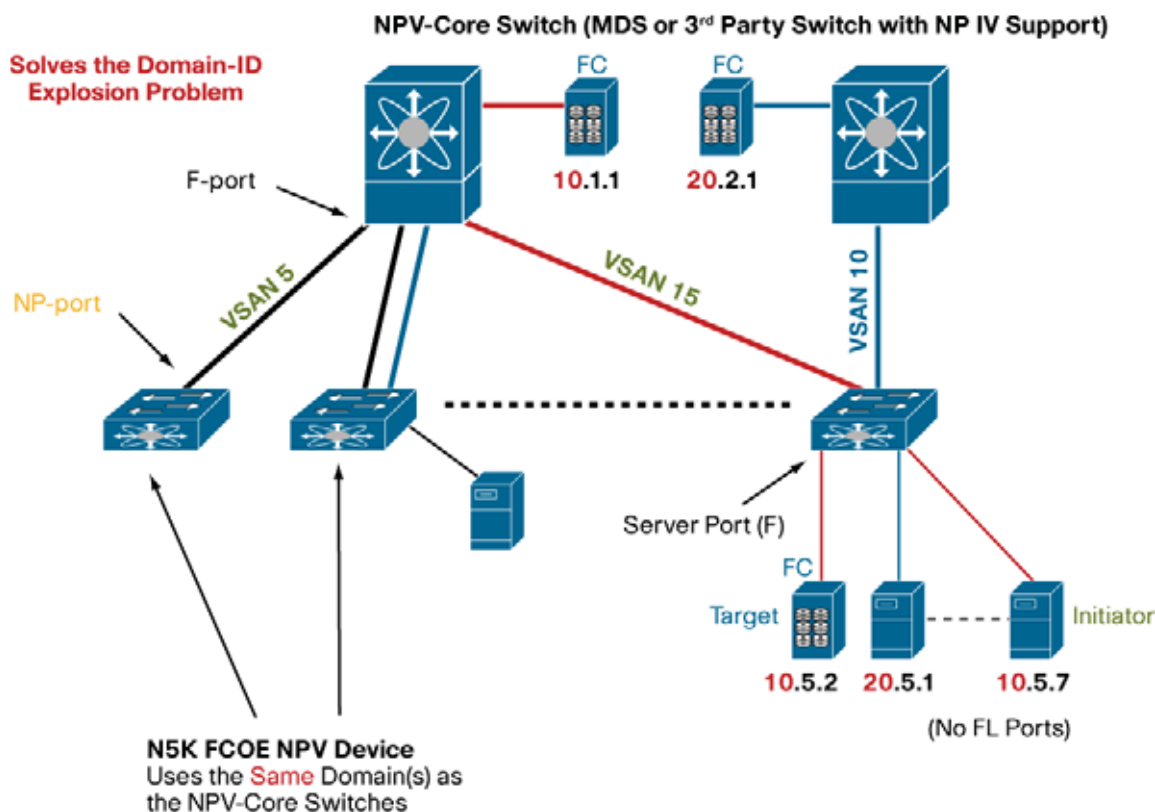 NPV-Core Switch (MDS or 3rd Party Switch with NP IV Support)
Solves the Domain-ID
Explosion Problem
FC
FC
10.1.1
20.2.1
F-port
NP-port
VSAN 5
VSAN 15
VSAN 10
Server Port (F)
FC
Target
Initiator
10.5.2
20.5.1
10.5.7
(No FL Ports)
N5K FCOE NPV Device
Uses the Same Domain(s) as
the NPV-Core Switches